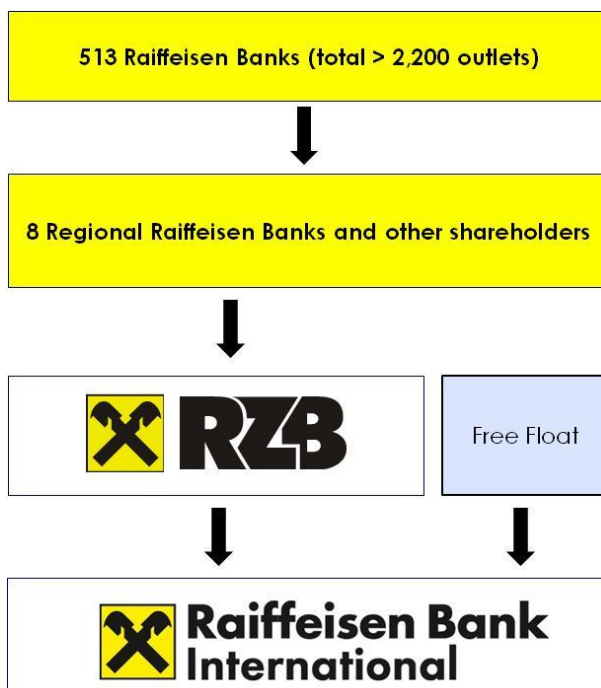 513 Raiffeisen Banks (total > 2,200 outlets)
8 Regional Raiffeisen Banks and other shareholders
RZB
Free Float
Raiffeisen Bank
International